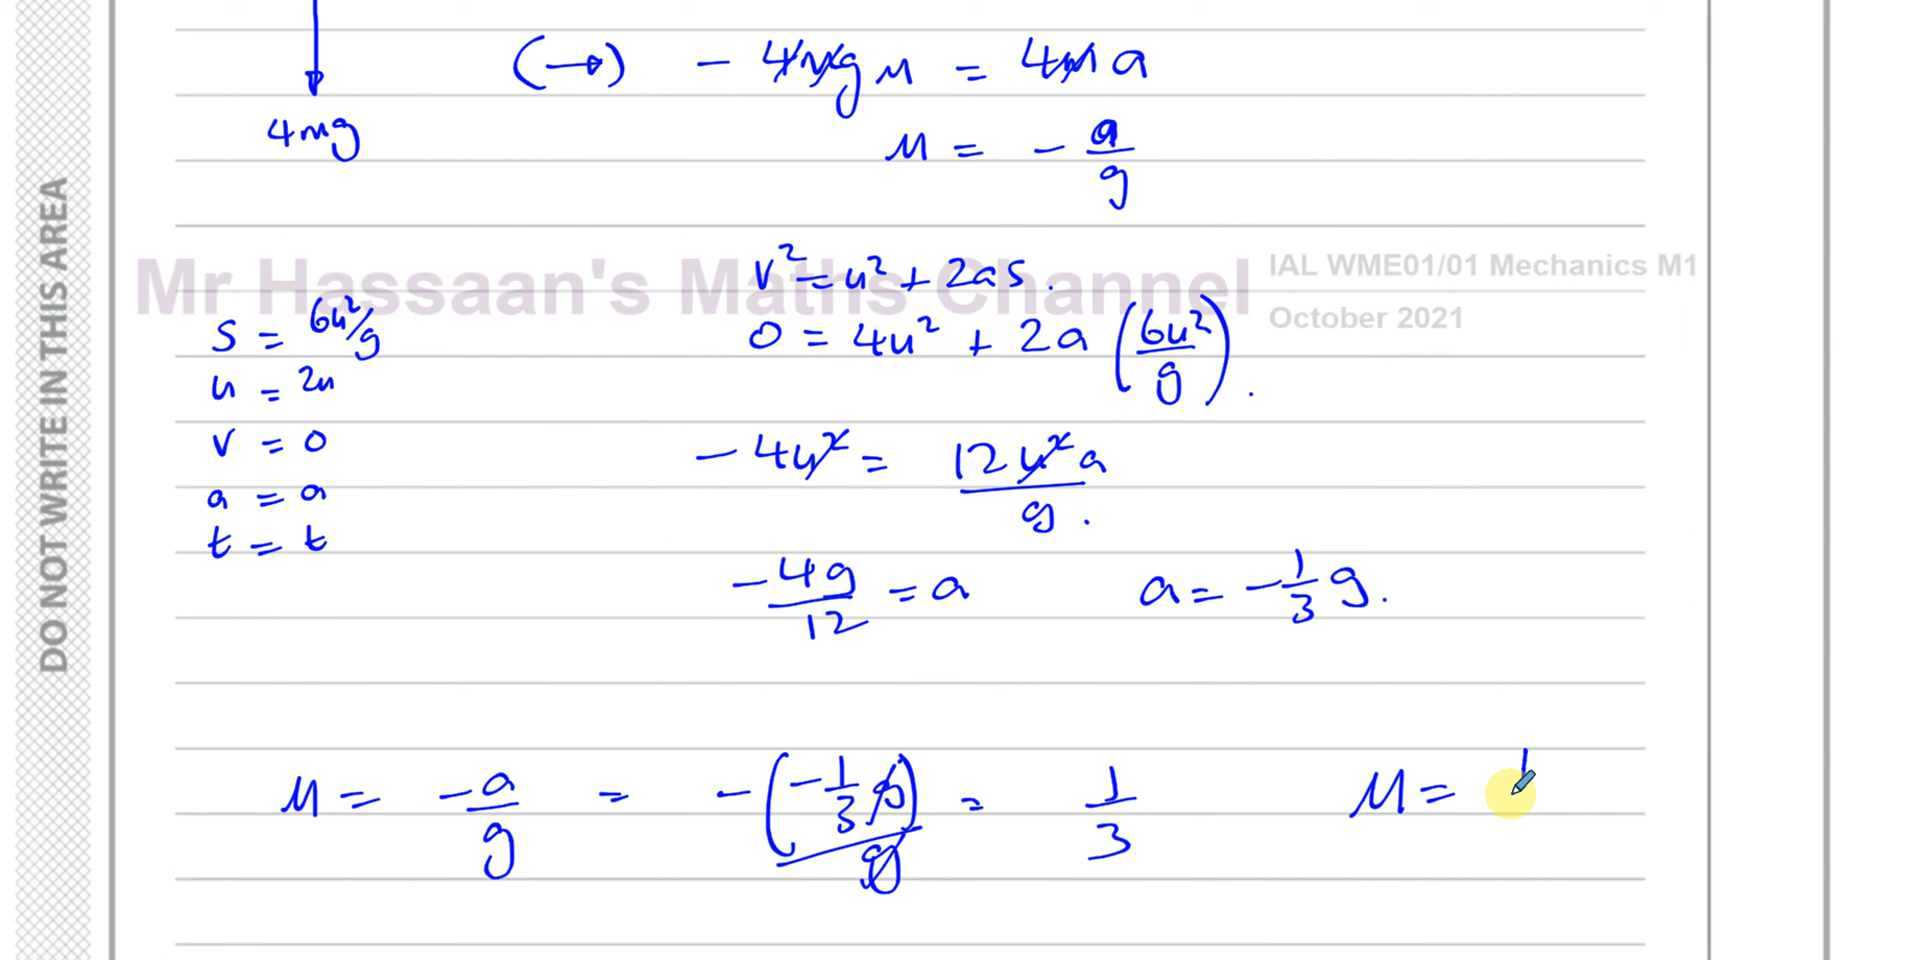 (→) - 4mgμ = 4ma
4mg
μ = - a/g
Mr Hassaan's Maths Channel
IAL WME01/01 Mechanics M1
October 2021
v² = u² + 2as.
s = 6u²/g
0 = 4u² + 2a (6u²/g).
u = 2u
v = 0
-4u² = 12u²a/g.
a = a
t = t
-4g/12 = a
a = -1/3 g.
μ = -a/g = -(-1/3 g)/g = 1/3
μ = 1
DO NOT WRITE IN THIS AREA